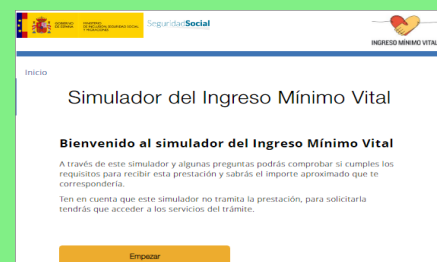 GOBIERNO MINISTERIO
DE ESPAÑA DE INCLUSIÓN, SEGURIDAD SOCIAL
Y MIGRACIONES
SeguridadSocial
INGRESO MÍNIMO VITAL
Inicio
Simulador del Ingreso Mínimo Vital
Bienvenido al simulador del Ingreso Mínimo Vital
A través de este simulador y algunas preguntas podrás comprobar si cumples los
requisitos para recibir esta prestación y sabrás el importe aproximado que te
correspondería.
Ten en cuenta que este simulador no tramita la prestación, para solicitarla
tendrás que acceder a los servicios del trámite.
Empezar